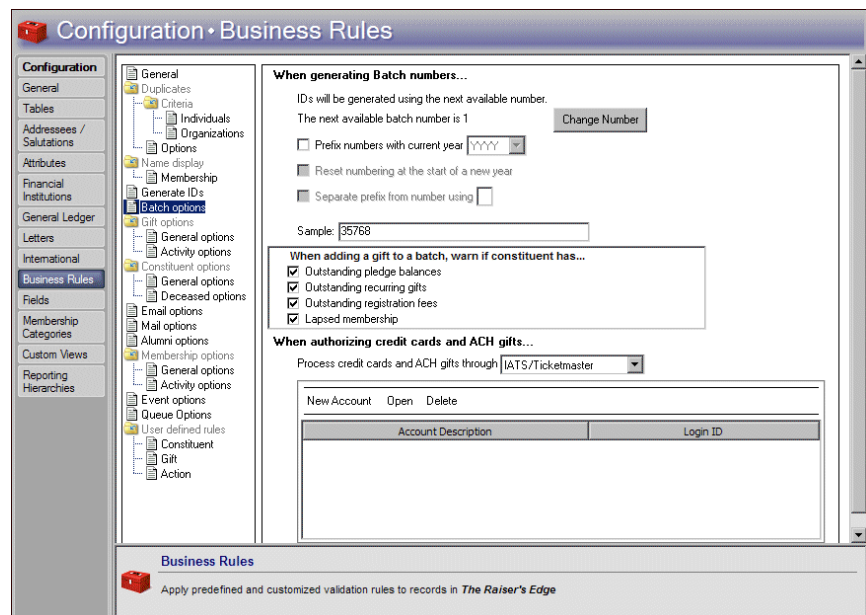 Configuration • Business Rules
Configuration
General
Tables
Addressees /
Salutations
Attributes
Financial
Institutions
General Ledger
Letters
International
Business Rules
Fields
Membership
Categories
Custom Views
Reporting
Hierarchies
General
Duplicates
Criteria
Individuals
Organizations
Options
Name display
Membership
Generate IDs
Batch options
Gift options
General options
Activity options
Constituent options
General options
Deceased options
Email options
Mail options
Alumni options
Membership options
General options
Activity options
Event options
Queue Options
User defined rules
Constituent
Gift
Action
When generating Batch numbers...
IDs will be generated using the next available number.
The next available batch number is 1
Change Number
Prefix numbers with current year YYYY
Reset numbering at the start of a new year
Separate prefix from number using
Sample: 35768
When adding a gift to a batch, warn if constituent has...
Outstanding pledge balances
Outstanding recurring gifts
Outstanding registration fees
Lapsed membership
When authorizing credit cards and ACH gifts...
Process credit cards and ACH gifts through IATS/Ticketmaster
New Account Open Delete
Account Description Login ID
Business Rules
Apply predefined and customized validation rules to records in The Raiser's Edge